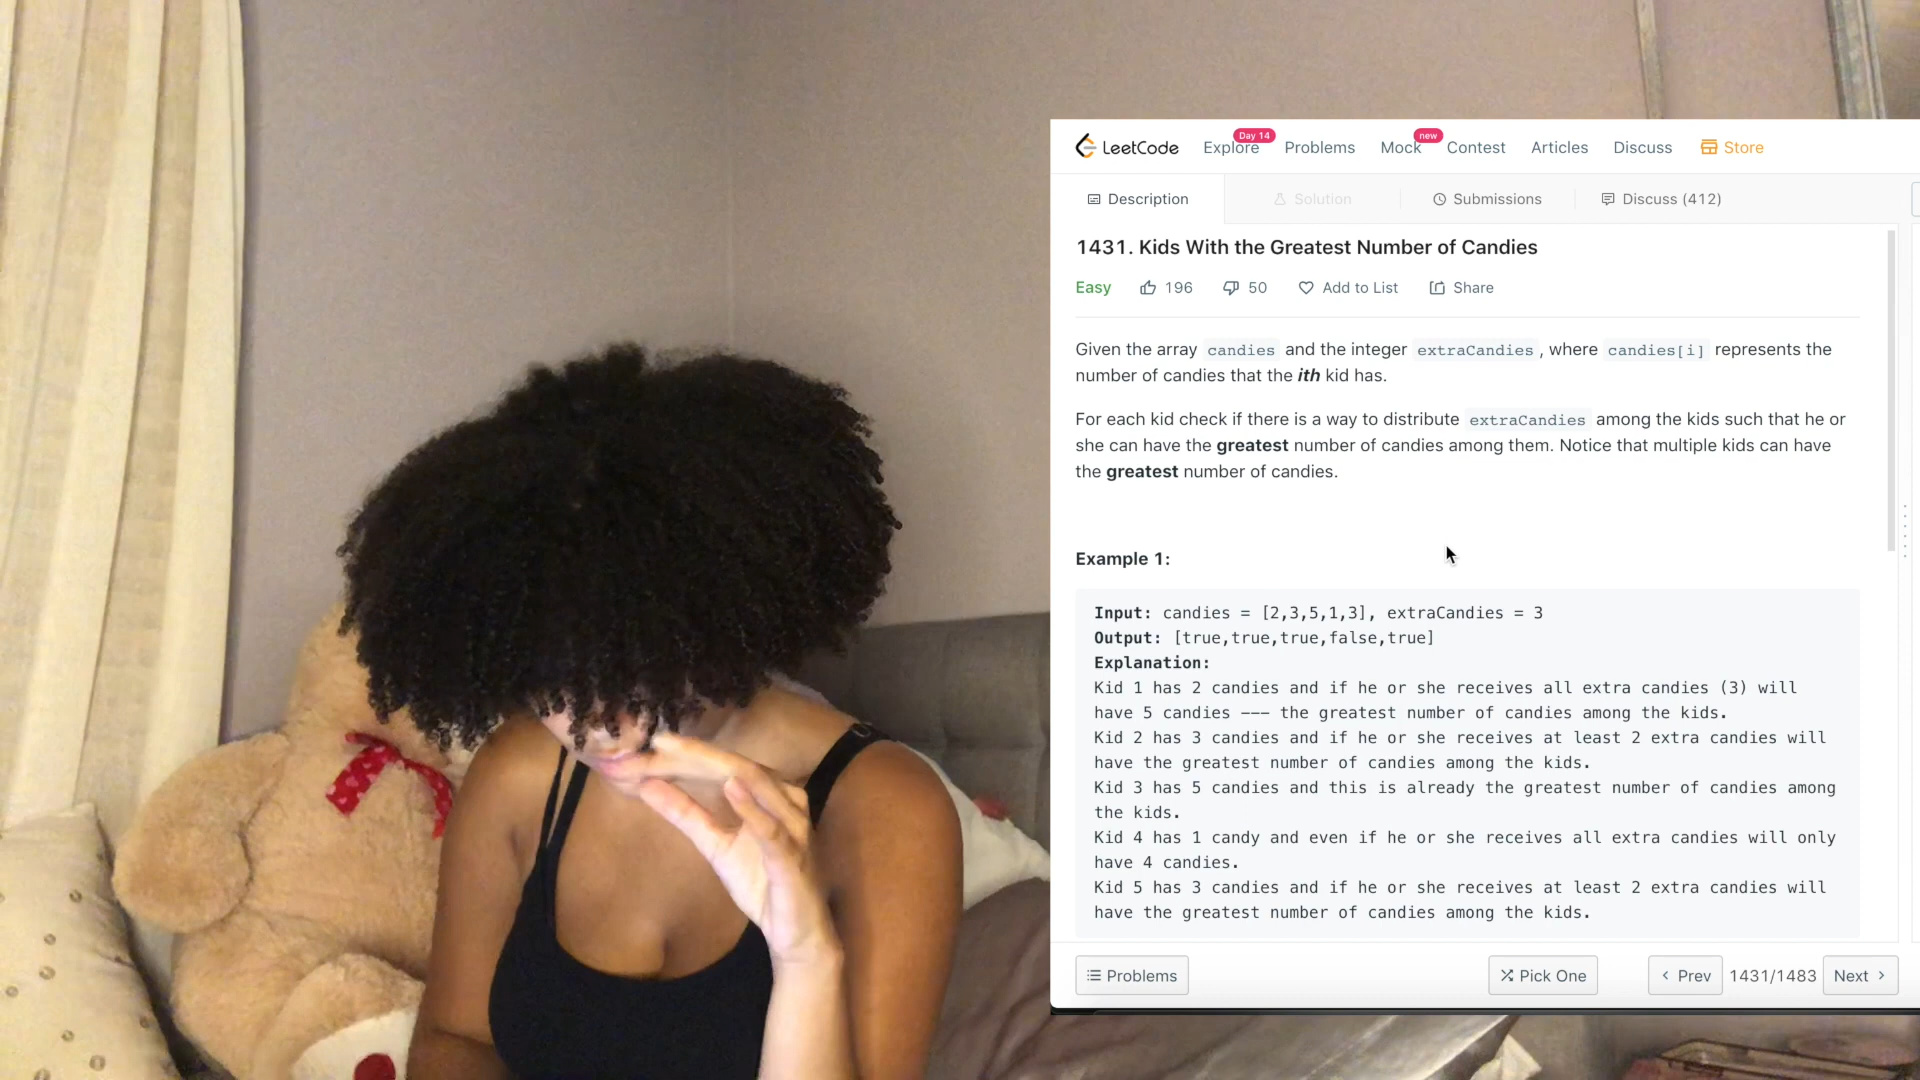 LeetCode Explore Day 14 Problems Mock new Contest Articles Discuss Store
Description Solution Submissions Discuss (412)
1431. Kids With the Greatest Number of Candies
Easy 196 50 Add to List Share
Given the array candies and the integer extraCandies, where candies[i] represents the
number of candies that the ith kid has.
For each kid check if there is a way to distribute extraCandies among the kids such that he or
she can have the greatest number of candies among them. Notice that multiple kids can have
the greatest number of candies.
Example 1:
Input: candies = [2,3,5,1,3], extraCandies = 3
Output: [true,true,true,false,true]
Explanation:
Kid 1 has 2 candies and if he or she receives all extra candies (3) will
have 5 candies --- the greatest number of candies among the kids.
Kid 2 has 3 candies and if he or she receives at least 2 extra candies will
have the greatest number of candies among the kids.
Kid 3 has 5 candies and this is already the greatest number of candies among
the kids.
Kid 4 has 1 candy and even if he or she receives all extra candies will only
have 4 candies.
Kid 5 has 3 candies and if he or she receives at least 2 extra candies will
have the greatest number of candies among the kids.
Problems Pick One < Prev 1431/1483 Next >